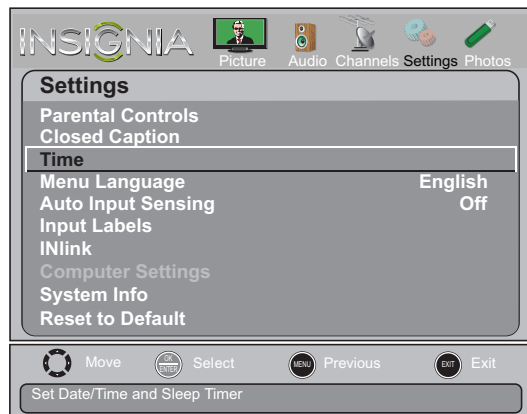 INSIGNIA
Picture Audio Channels Settings Photos
Settings
Parental Controls
Closed Caption
Time
Menu Language English
Auto Input Sensing Off
Input Labels
INlink
Computer Settings
System Info
Reset to Default
Move OK ENTER Select MENU Previous EXIT Exit
Set Date/Time and Sleep Timer